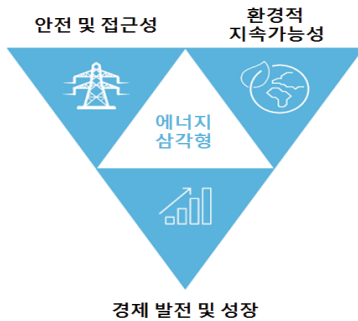 안전 및 접근성
환경적
지속가능성
에너지
삼각형
경제 발전 및 성장